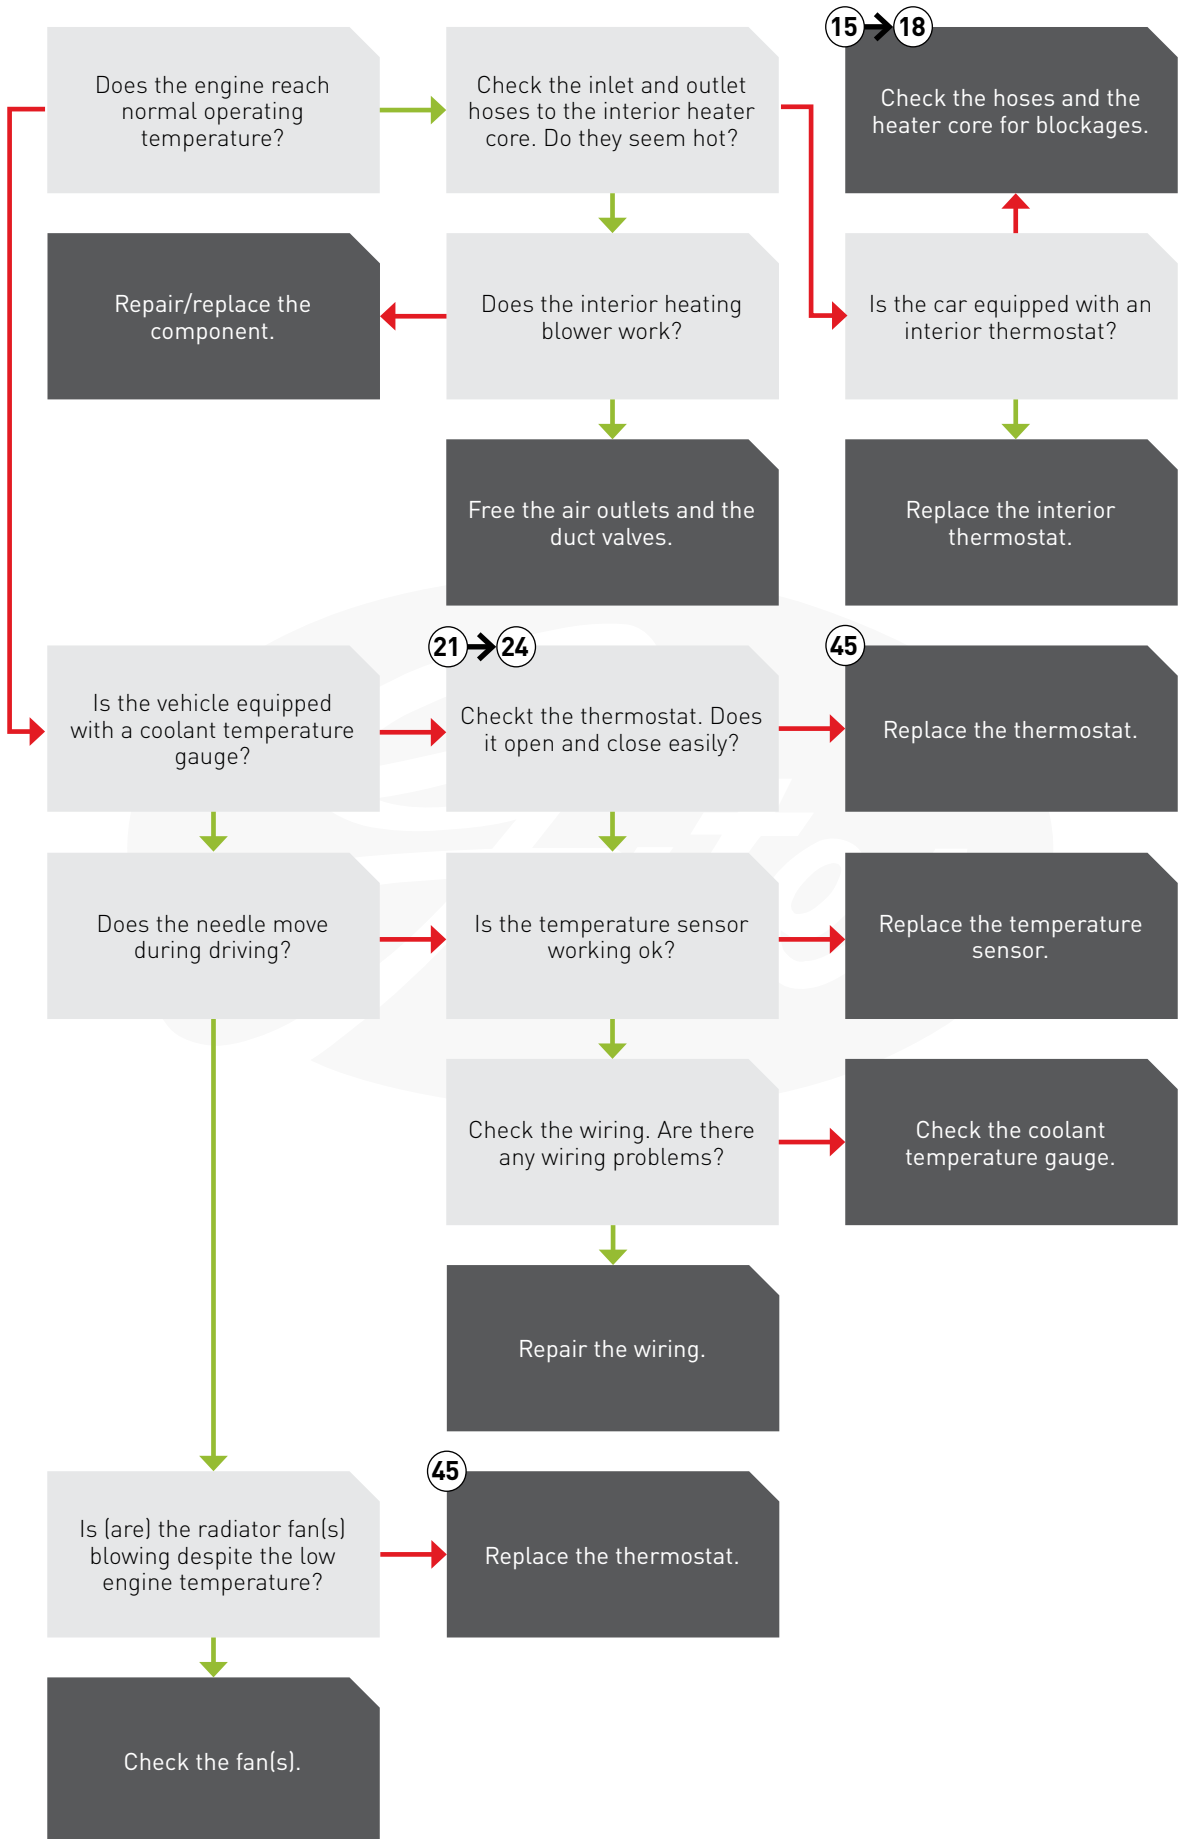 15 → 18
Does the engine reach
normal operating
temperature?
Check the inlet and outlet
hoses to the interior heater
core. Do they seem hot?
Check the hoses and the
heater core for blockages.
Repair/replace the
component.
Does the interior heating
blower work?
Is the car equipped with an
interior thermostat?
Free the air outlets and the
duct valves.
Replace the interior
thermostat.
21 → 24
45
Is the vehicle equipped
with a coolant temperature
gauge?
Checkt the thermostat. Does
it open and close easily?
Replace the thermostat.
Does the needle move
during driving?
Is the temperature sensor
working ok?
Replace the temperature
sensor.
Check the wiring. Are there
any wiring problems?
Check the coolant
temperature gauge.
Repair the wiring.
45
Is (are) the radiator fan(s)
blowing despite the low
engine temperature?
Replace the thermostat.
Check the fan(s).